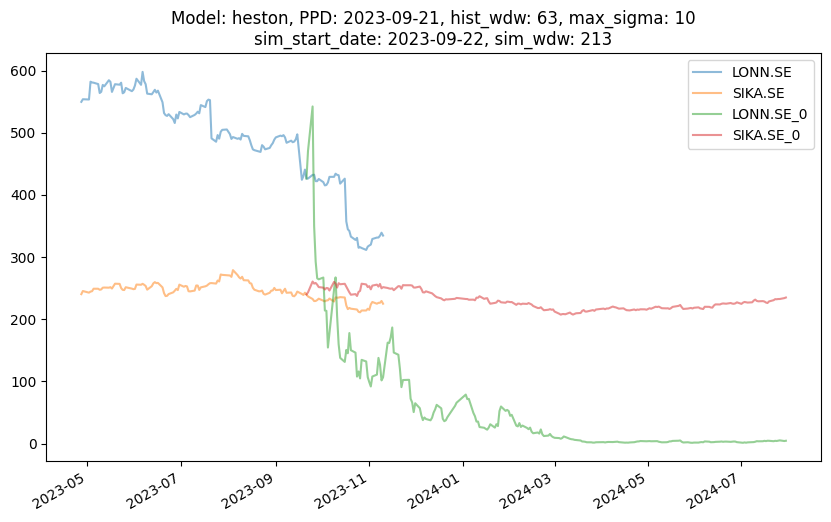 Model: heston, PPD: 2023-09-21, hist_wdw: 63, max_sigma: 10
sim_start_date: 2023-09-22, sim_wdw: 213
LONN.SE
SIKA.SE
LONN.SE_0
SIKA.SE_0
600
500
400
300
200
100
0
2023-05
2023-07
2023-09
2023-11
2024-01
2024-03
2024-05
2024-07